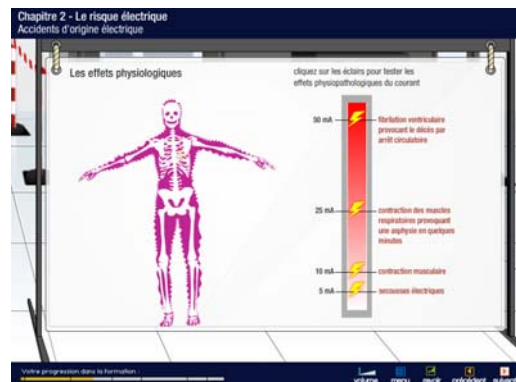 Chapitre 2 - Le risque électrique
Accidents d'origine électrique
Les effets physiologiques
cliquez sur les éclairs pour tester les
effets physiopathologiques du courant
50 mA
fibrilation ventriculaire
provocant le décés par
arrêt circulatoire
25 mA
contraction des muscles
respiratoires provoquant
une asphysie en quelques
minutes
10 mA
contraction musculaire
5 mA
secousses électriques
Votre progression dans la formation :
volume
menu
revoir
précédent
suivant